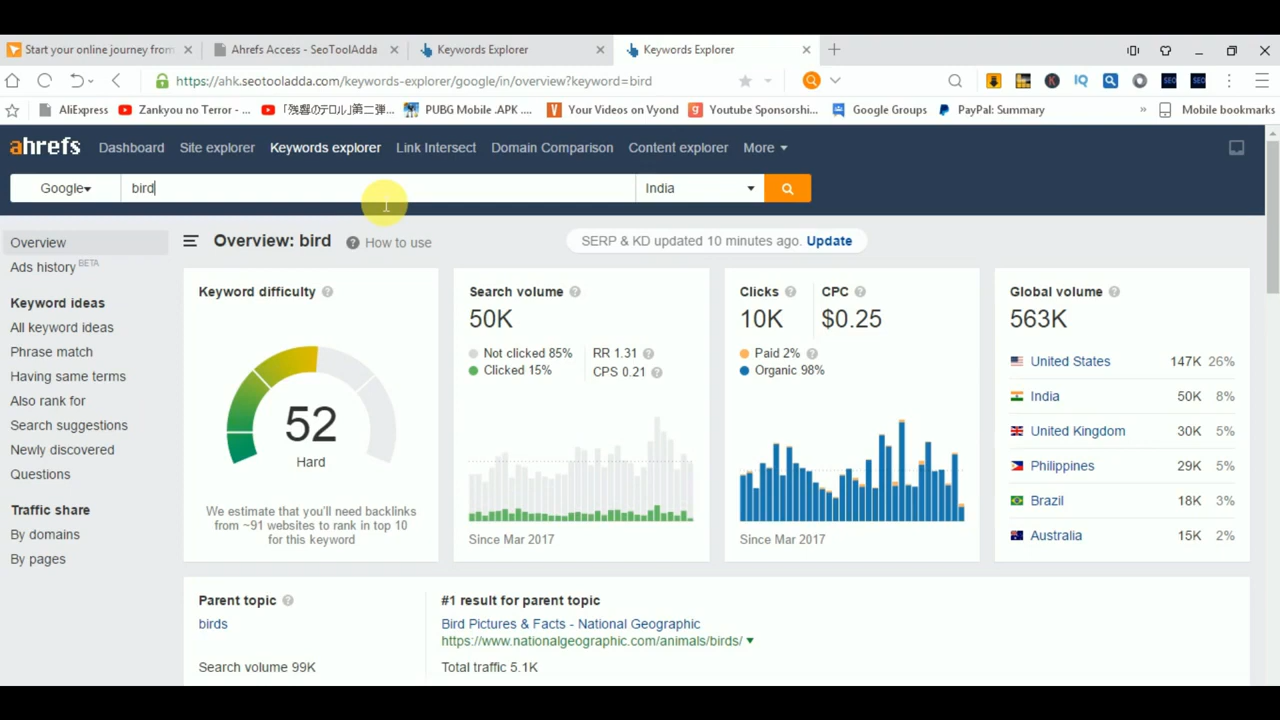 Start your online journey from
Ahrefs Access - SeoToolAdda
Keywords Explorer
Keywords Explorer
https://ahk.seotooladda.com/keywords-explorer/google/in/overview?keyword=bird
AliExpress
Zankyou no Terror - ...
「残響のテロル」第二弾...
PUBG Mobile .APK ....
Your Videos on Vyond
Youtube Sponsorshi...
Google Groups
PayPal: Summary
»
Mobile bookmarks
ahrefs
Dashboard
Site explorer
Keywords explorer
Link Intersect
Domain Comparison
Content explorer
More
Google
bird
India
Overview
Ads history BETA
Keyword ideas
All keyword ideas
Phrase match
Having same terms
Also rank for
Search suggestions
Newly discovered
Questions
Traffic share
By domains
By pages
Overview: bird
How to use
SERP & KD updated 10 minutes ago. Update
Keyword difficulty
52
Hard
We estimate that you'll need backlinks
from ~91 websites to rank in top 10
for this keyword
Search volume
50K
Not clicked 85%
Clicked 15%
RR 1.31
CPS 0.21
Since Mar 2017
Clicks
10K
CPC
$0.25
Paid 2%
Organic 98%
Since Mar 2017
Global volume
563K
United States 147K 26%
India 50K 8%
United Kingdom 30K 5%
Philippines 29K 5%
Brazil 18K 3%
Australia 15K 2%
Parent topic
birds
Search volume 99K
#1 result for parent topic
Bird Pictures & Facts - National Geographic
https://www.nationalgeographic.com/animals/birds/
Total traffic 5.1K